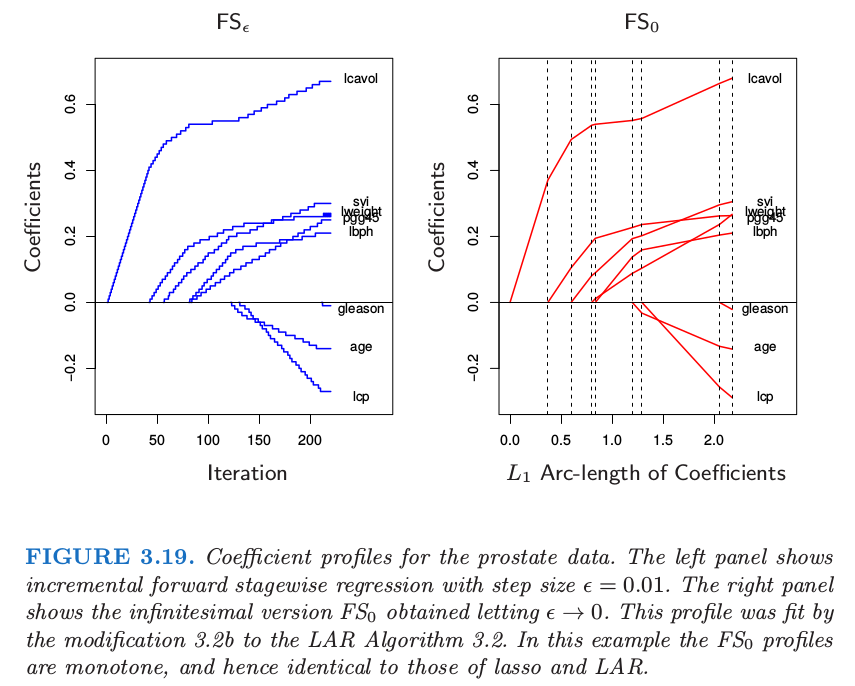 FSϵ
FS0
Coefficients
0.6
0.4
0.2
0.0
−0.2
lcavol
svi
lweight
pgg45
lbph
gleason
age
lcp
0 50 100 150 200
Iteration
Coefficients
0.6
0.4
0.2
0.0
−0.2
lcavol
svi
lweight
pgg45
lbph
gleason
age
lcp
0.0 0.5 1.0 1.5 2.0
L1 Arc-length of Coefficients
FIGURE 3.19. Coefficient profiles for the prostate data. The left panel shows
incremental forward stagewise regression with step size ϵ = 0.01. The right panel
shows the infinitesimal version FS0 obtained letting ϵ → 0. This profile was fit by
the modification 3.2b to the LAR Algorithm 3.2. In this example the FS0 profiles
are monotone, and hence identical to those of lasso and LAR.